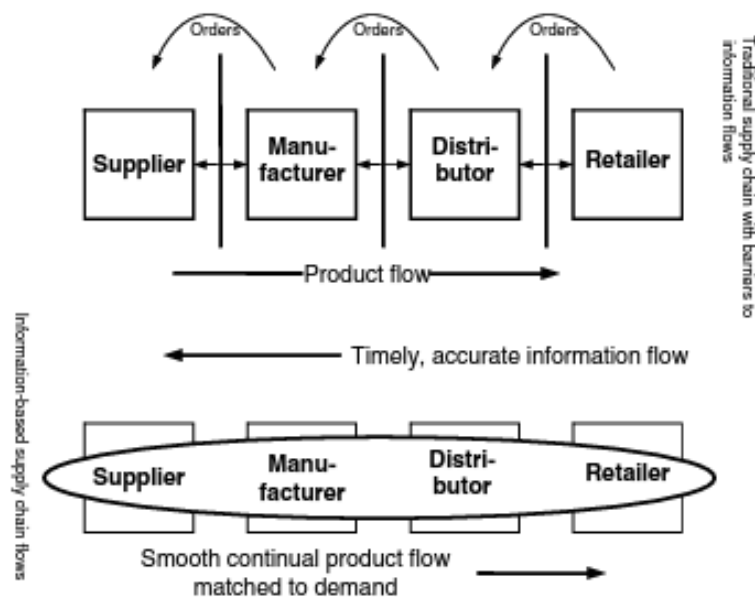 Orders
Orders
Orders
Supplier
Manu-
facturer
Distri-
butor
Retailer
Product flow
Traditional supply chain with barriers to
information flows
Timely, accurate information flow
Information-based supply chain flows
Supplier
Manu-
facturer
Distri-
butor
Retailer
Smooth continual product flow
matched to demand